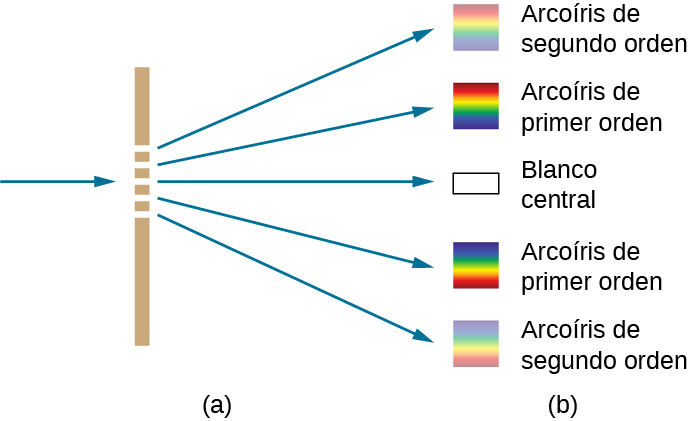 Arcoíris de
segundo orden
Arcoíris de
primer orden
Blanco
central
Arcoíris de
primer orden
Arcoíris de
segundo orden
(a)
(b)